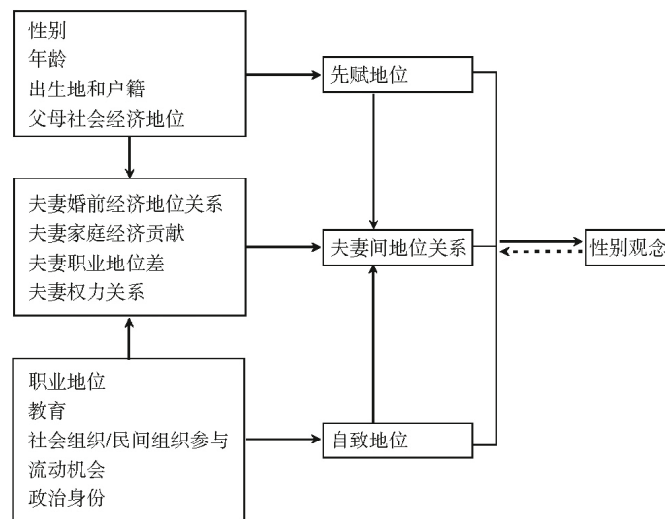 性别
年龄
出生地和户籍
父母社会经济地位
先赋地位
夫妻婚前经济地位关系
夫妻家庭经济贡献
夫妻职业地位差
夫妻权力关系
夫妻间地位关系
性别观念
职业地位
教育
社会组织/民间组织参与
流动机会
政治身份
自致地位